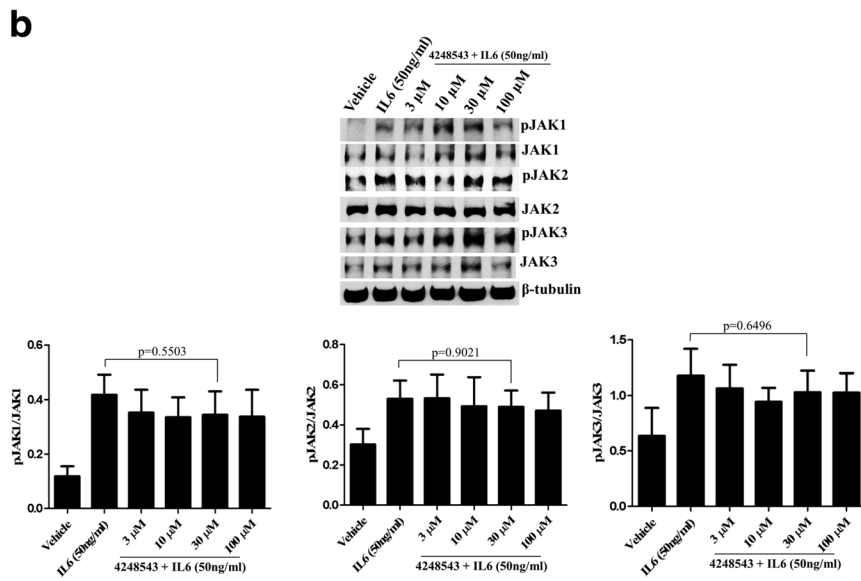 b
4248543 + IL6 (50ng/ml)
Vehicle
IL6 (50ng/ml)
3 μM
10 μM
30 μM
100 μM
pJAK1
JAK1
pJAK2
JAK2
pJAK3
JAK3
β-tubulin
pJAK1/JAK1
0.6
0.4
0.2
0.0
p=0.5503
Vehicle
IL6 (50ng/ml)
3 μM
10 μM
30 μM
100 μM
4248543 + IL6 (50ng/ml)
pJAK2/JAK2
0.8
0.6
0.4
0.2
0.0
p=0.9021
Vehicle
IL6 (50ng/ml)
3 μM
10 μM
30 μM
100 μM
4248543 + IL6 (50ng/ml)
pJAK3/JAK3
1.5
1.0
0.5
0.0
p=0.6496
Vehicle
IL6 (50ng/ml)
3 μM
10 μM
30 μM
100 μM
4248543 + IL6 (50ng/ml)